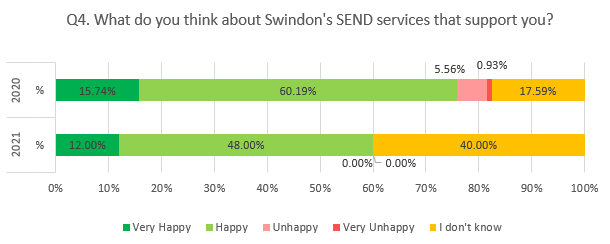 Q4. What do you think about Swindon's SEND services that support you?
2020 % 15.74% 60.19% 5.56% 0.93% 17.59%
2021 % 12.00% 48.00% 0.00% 0.00% 40.00%
0% 10% 20% 30% 40% 50% 60% 70% 80% 90% 100%
Very Happy Happy Unhappy Very Unhappy I don't know